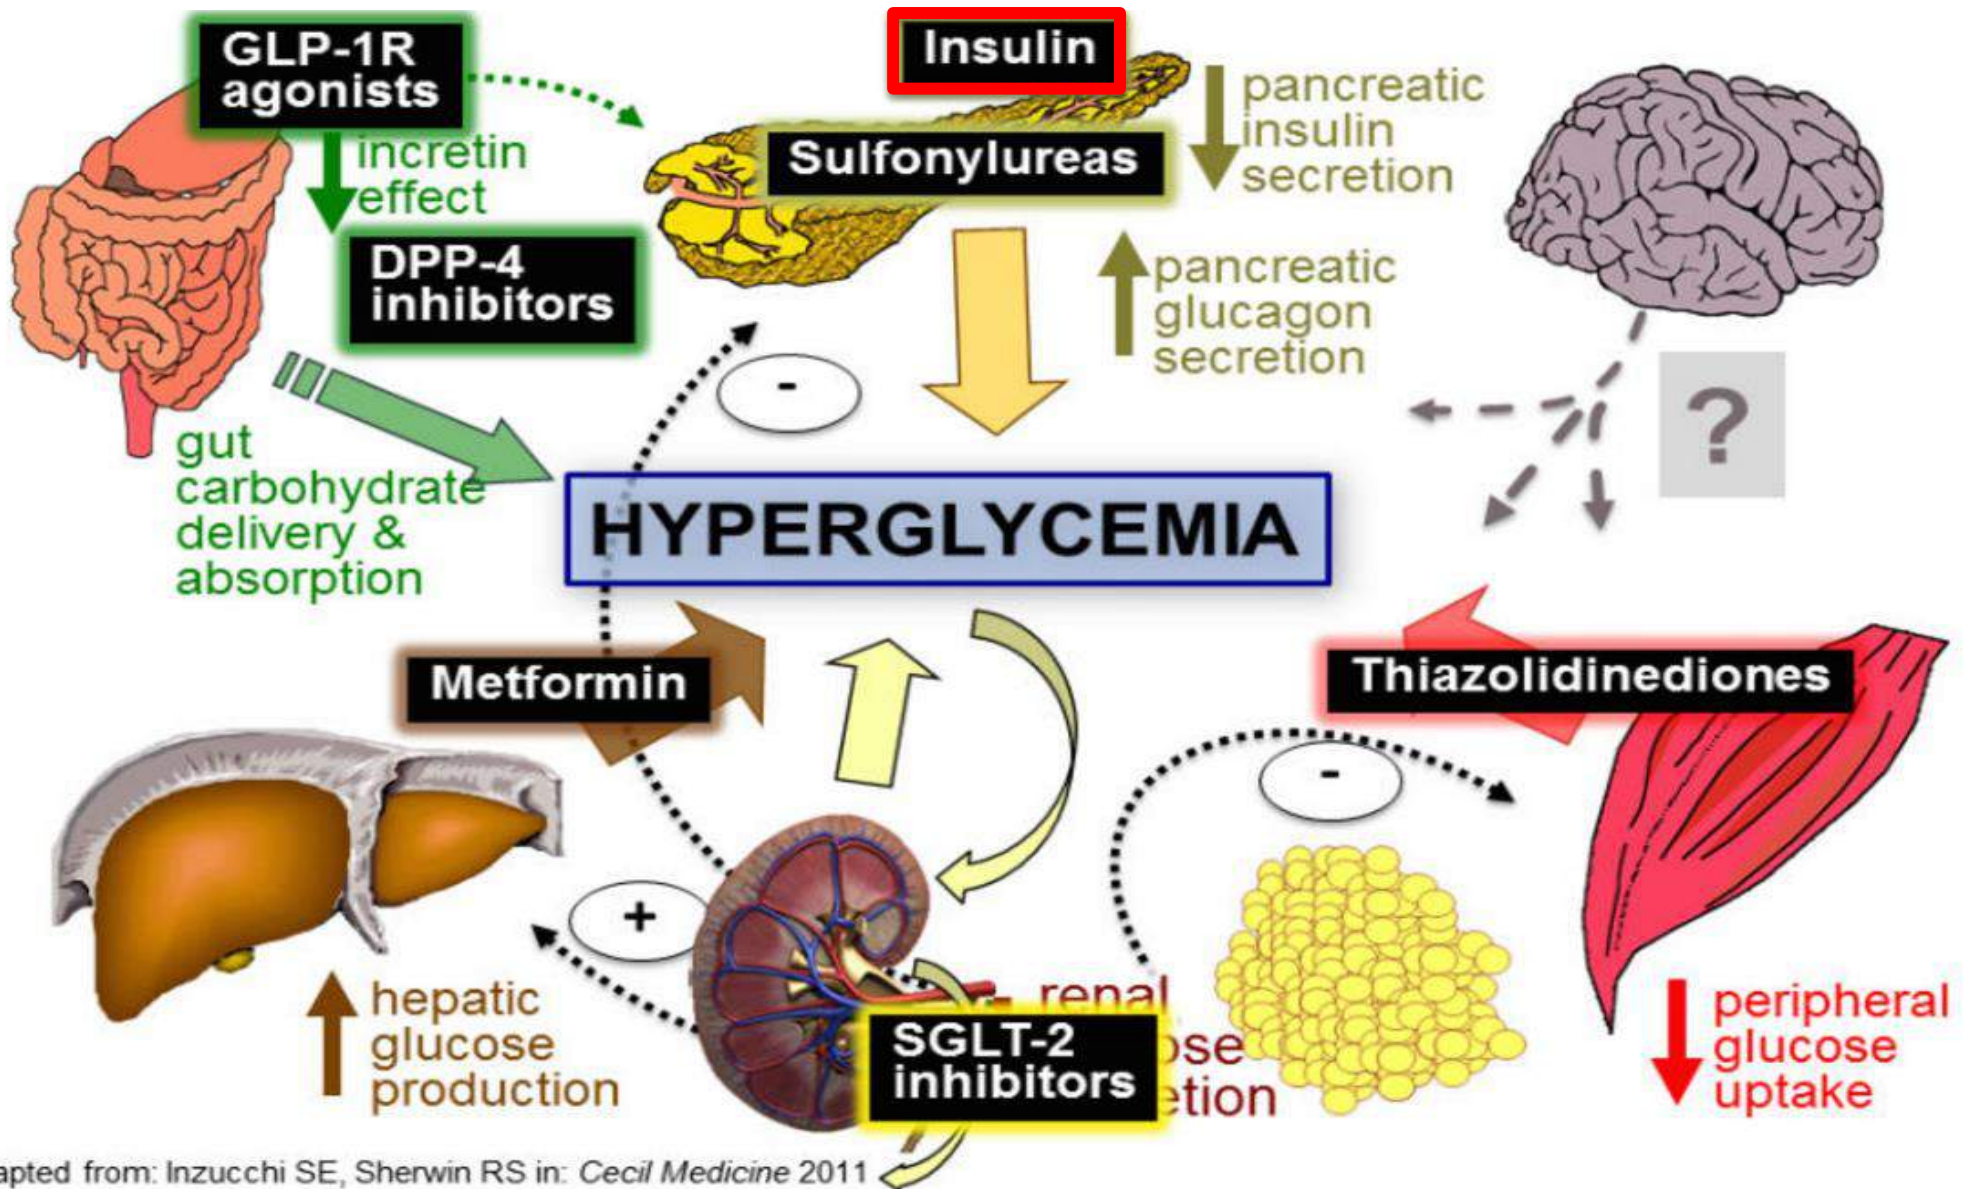 GLP-1R
agonists
incretin
effect
DPP-4
inhibitors
Insulin
Sulfonylureas
pancreatic
insulin
secretion
pancreatic
glucagon
secretion
-
?
gut
carbohydrate
delivery &
absorption
HYPERGLYCEMIA
Metformin
Thiazolidinediones
-
+
hepatic
glucose
production
renal
SGLT-2
inhibitors
peripheral
glucose
uptake
apted from: Inzucchi SE, Sherwin RS in: Cecil Medicine 2011